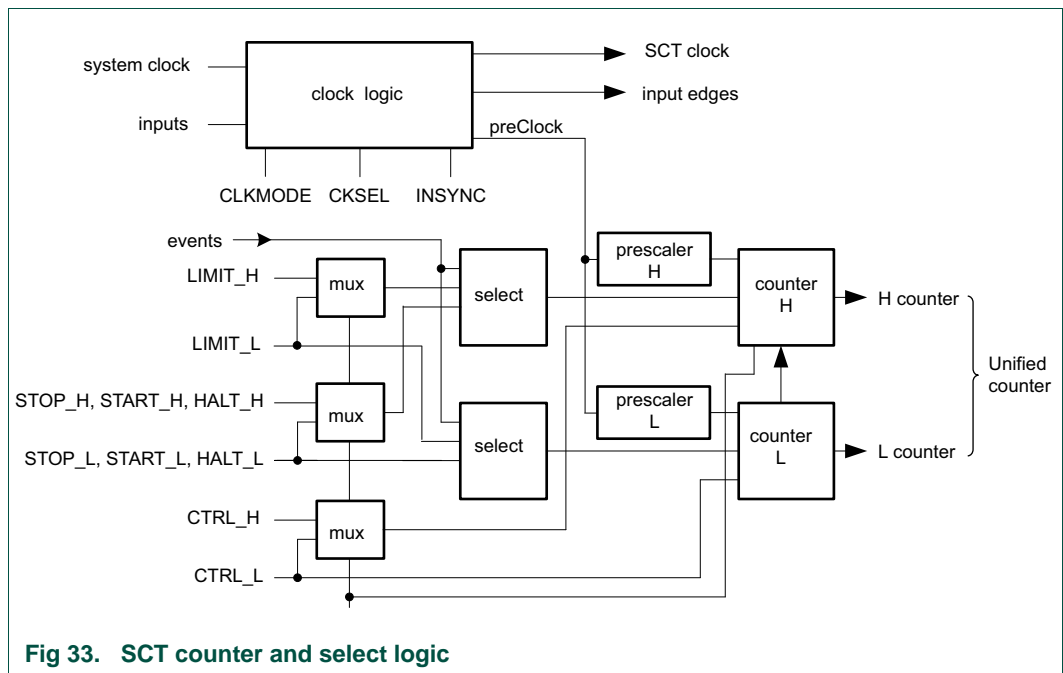 system clock
inputs
clock logic
SCT clock
input edges
preClock
CLKMODE CKSEL INSYNC
events
LIMIT_H
LIMIT_L
STOP_H, START_H, HALT_H
STOP_L, START_L, HALT_L
CTRL_H
CTRL_L
mux
mux
mux
select
select
prescaler
H
prescaler
L
counter
H
counter
L
H counter
L counter
Unified
counter
Fig 33. SCT counter and select logic